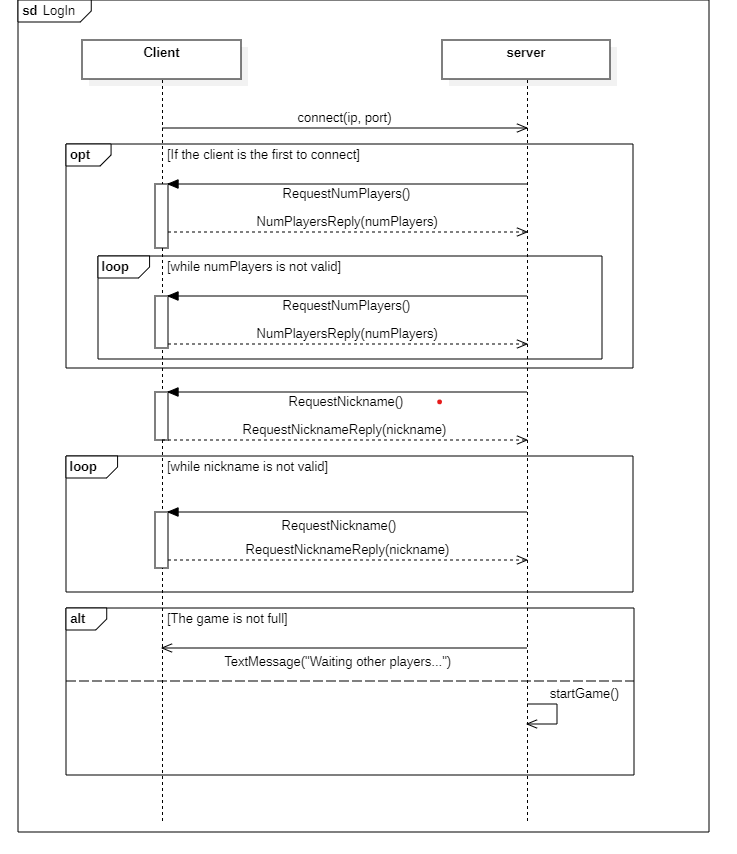 sd LogIn
Client
server
connect(ip, port)
opt
[If the client is the first to connect]
RequestNumPlayers()
NumPlayersReply(numPlayers)
loop
[while numPlayers is not valid]
RequestNumPlayers()
NumPlayersReply(numPlayers)
RequestNickname()
RequestNicknameReply(nickname)
loop
[while nickname is not valid]
RequestNickname()
RequestNicknameReply(nickname)
alt
[The game is not full]
TextMessage("Waiting other players...")
startGame()